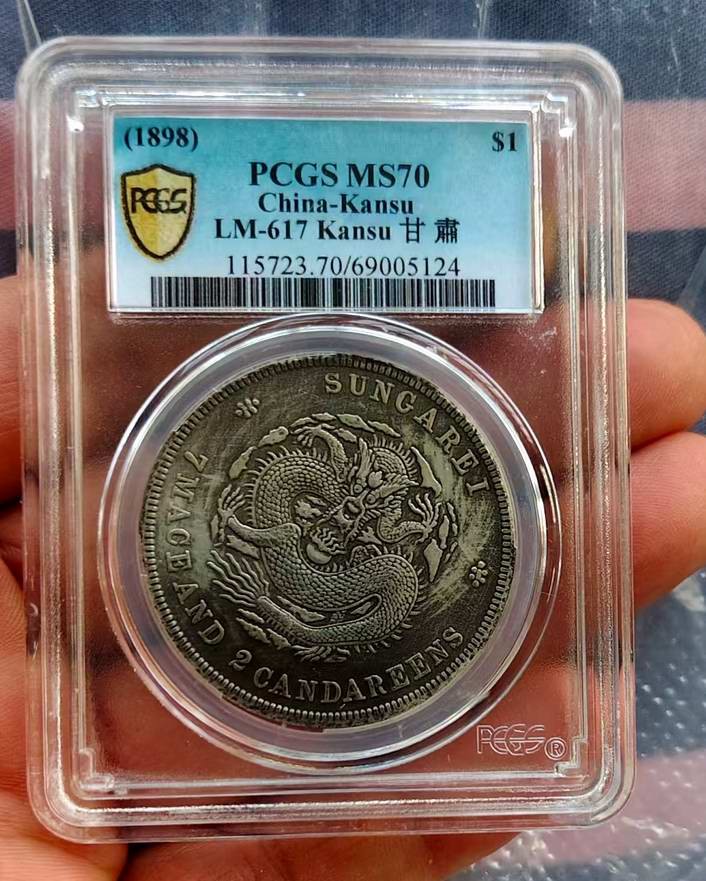 (1898) $1
PCGS
PCGS MS70
China-Kansu
LM-617 Kansu 甘肅
115723.70/69005124
SUNGAREI
7 MACE AND 2 CANDAREENS
PCGS®